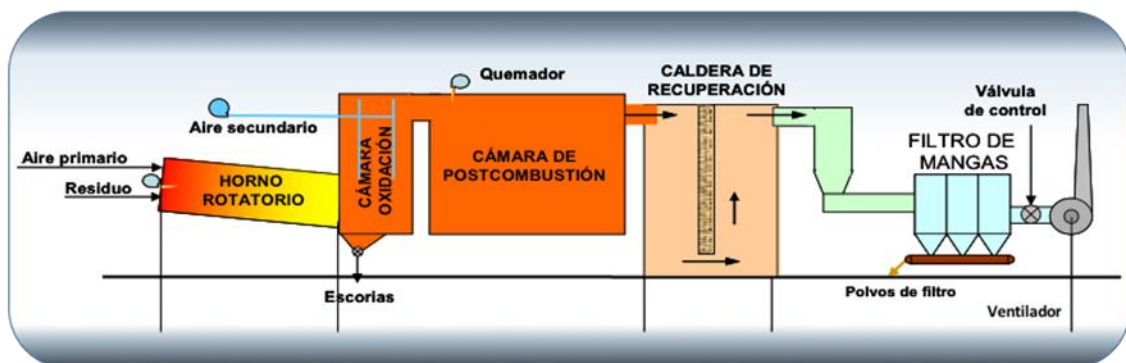 Quemador
CALDERA DE
RECUPERACIÓN
Válvula
de control
Aire secundario
FILTRO DE
MANGAS
Aire primario
Residuo
HORNO
ROTATORIO
CÁMARA
OXIDACIÓN
CÁMARA DE
POSTCOMBUSTIÓN
Escorias
Polvos de filtro
Ventilador